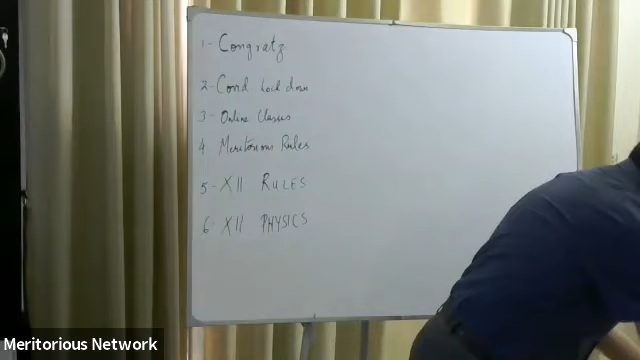 1- Congratz
2- Cond Lock down
3- Online Classes
4 Meritorious Rules
5- XII RULES
6- XII PHYSICS
Meritorious Network